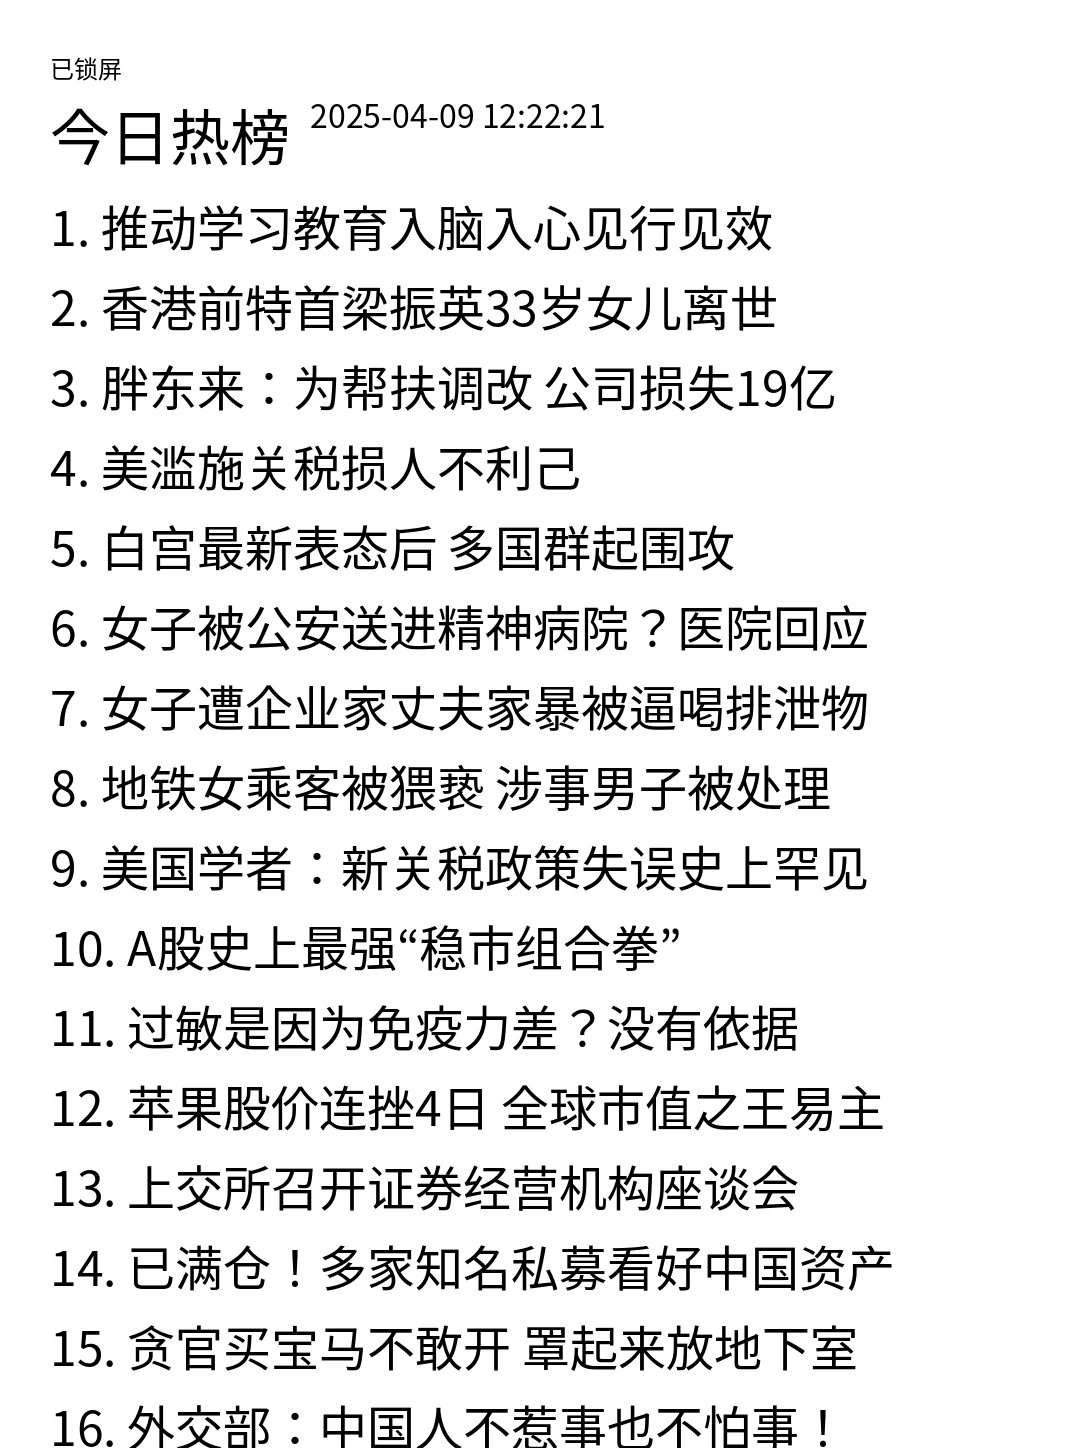 已锁屏
今日热榜 2025-04-09 12:22:21
1. 推动学习教育入脑入心见行见效
2. 香港前特首梁振英33岁女儿离世
3. 胖东来：为帮扶调改 公司损失19亿
4. 美滥施关税损人不利己
5. 白宫最新表态后 多国群起围攻
6. 女子被公安送进精神病院？医院回应
7. 女子遭企业家丈夫家暴被逼喝排泄物
8. 地铁女乘客被猥亵 涉事男子被处理
9. 美国学者：新关税政策失误史上罕见
10. A股史上最强“稳市组合拳”
11. 过敏是因为免疫力差？没有依据
12. 苹果股价连挫4日 全球市值之王易主
13. 上交所召开证券经营机构座谈会
14. 已满仓！多家知名私募看好中国资产
15. 贪官买宝马不敢开 罩起来放地下室
16. 外交部：中国人不惹事也不怕事！